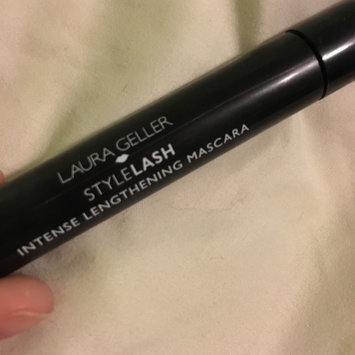 LAURA GELLER
STYLELASH
INTENSE LENGTHENING MASCARA